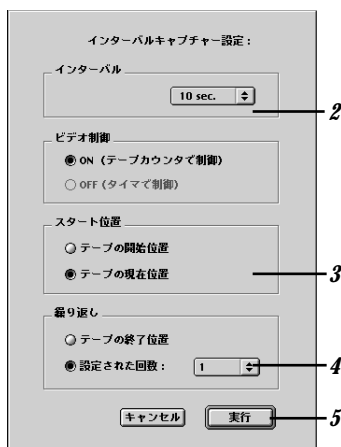 インターバルキャプチャー設定：
インターバル
10 sec.
2
ビデオ制御
ON (テープカウンタで制御)
OFF (タイマで制御)
スタート位置
テープの開始位置
テープの現在位置
3
繰り返し
テープの終了位置
設定された回数： 1
4
キャンセル 実行
5